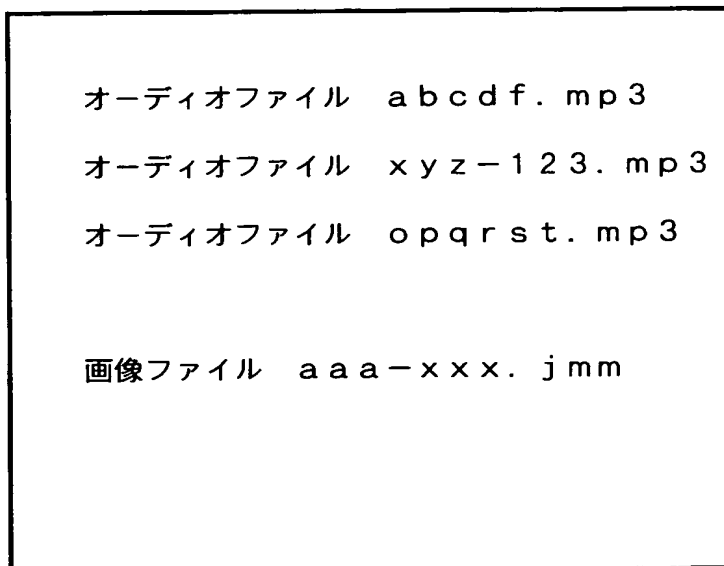 オーディオファイル　ａｂｃｄｆ．ｍｐ３
オーディオファイル　ｘｙｚ－１２３．ｍｐ３
オーディオファイル　ｏｐｑｒｓｔ．ｍｐ３
画像ファイル　ａａａ－ｘｘｘ．ｊｍｍ